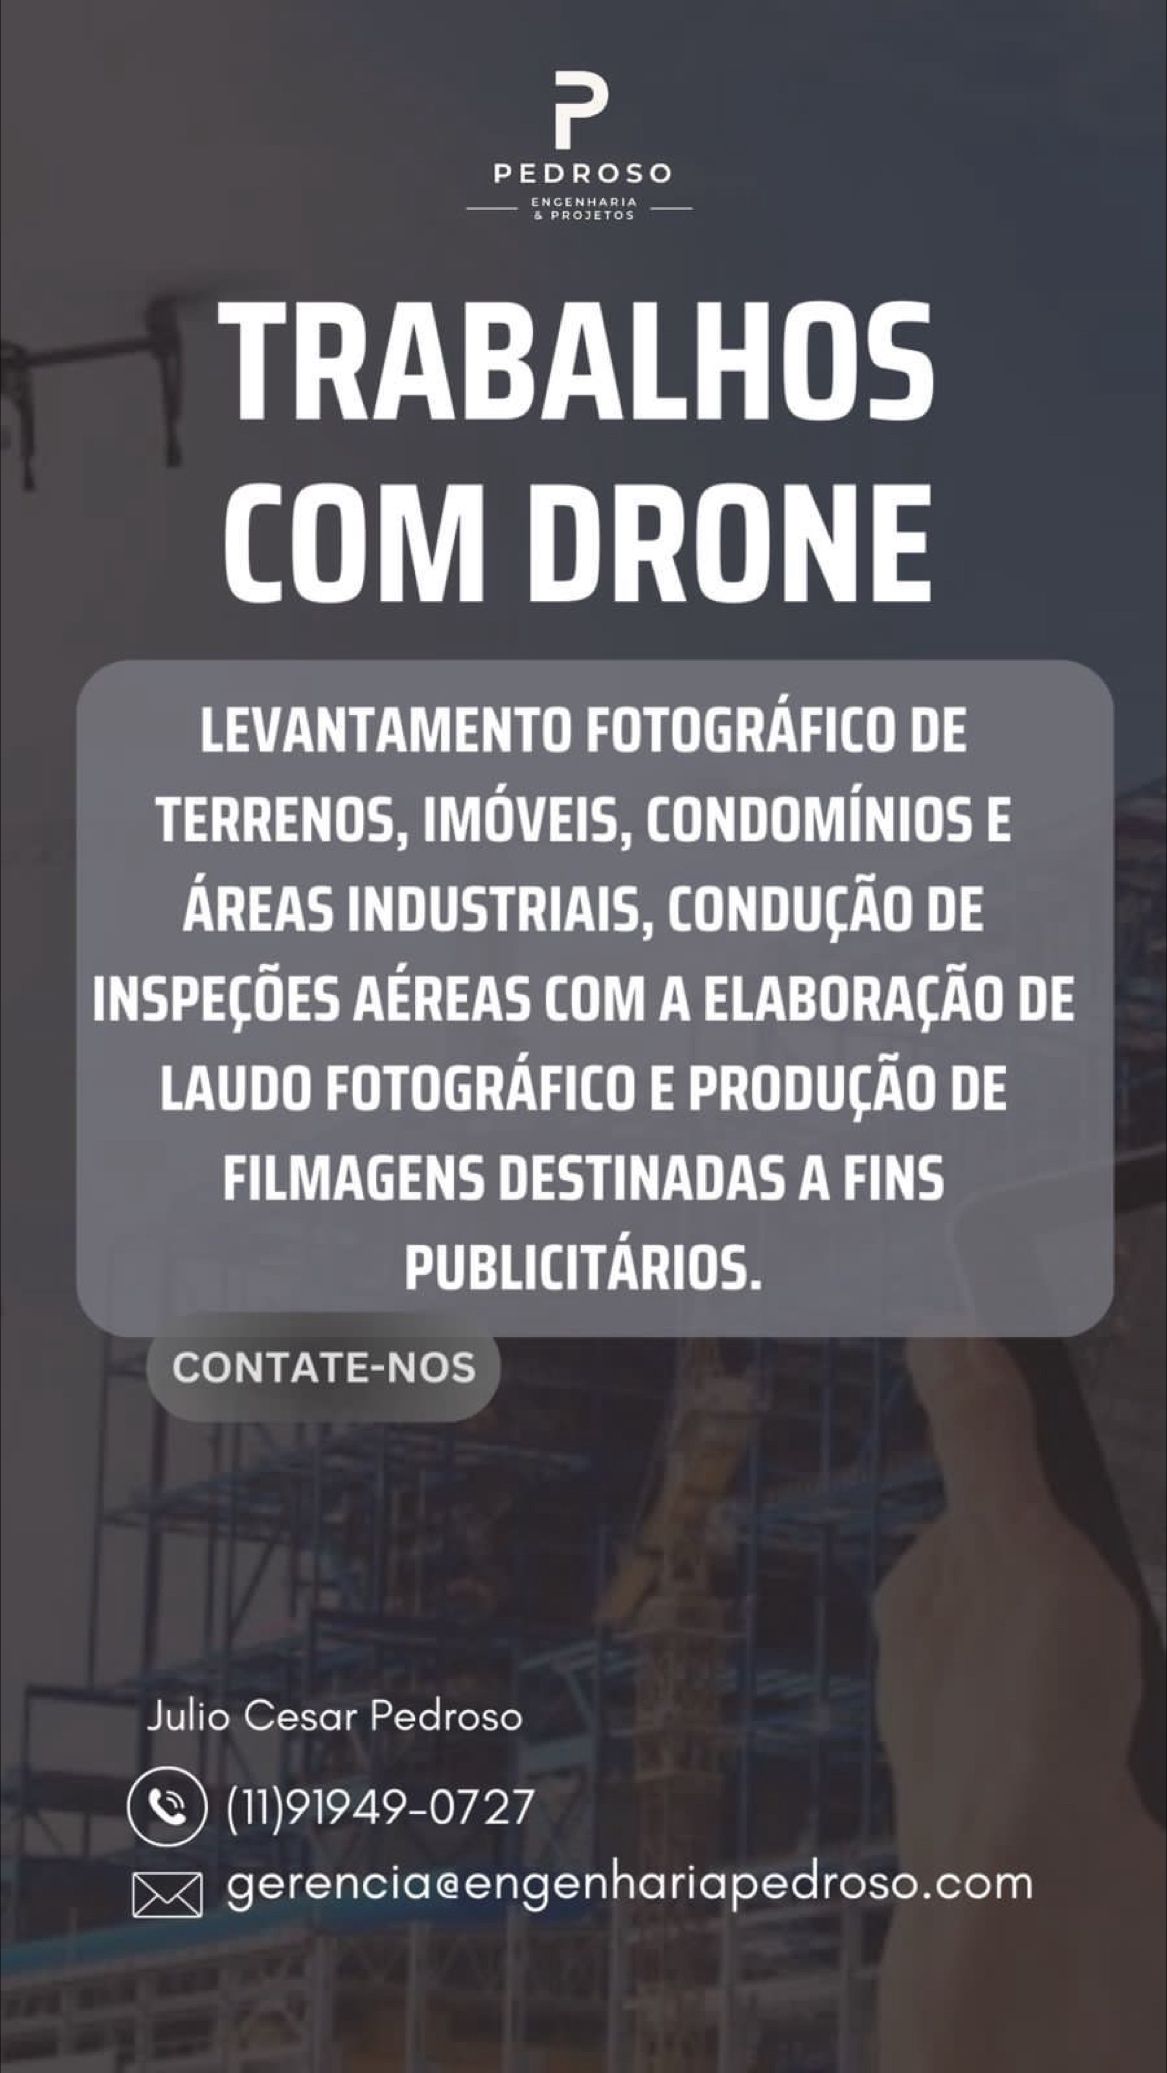 P
PEDROSO
ENGENHARIA
& PROJETOS
TRABALHOS
COM DRONE
LEVANTAMENTO FOTOGRÁFICO DE
TERRENOS, IMÓVEIS, CONDOMÍNIOS E
ÁREAS INDUSTRIAIS, CONDUÇÃO DE
INSPEÇÕES AÉREAS COM A ELABORAÇÃO DE
LAUDO FOTOGRÁFICO E PRODUÇÃO DE
FILMAGENS DESTINADAS A FINS
PUBLICITÁRIOS.
CONTATE-NOS
Julio Cesar Pedroso
(11)91949-0727
gerencia@engenhariapedroso.com